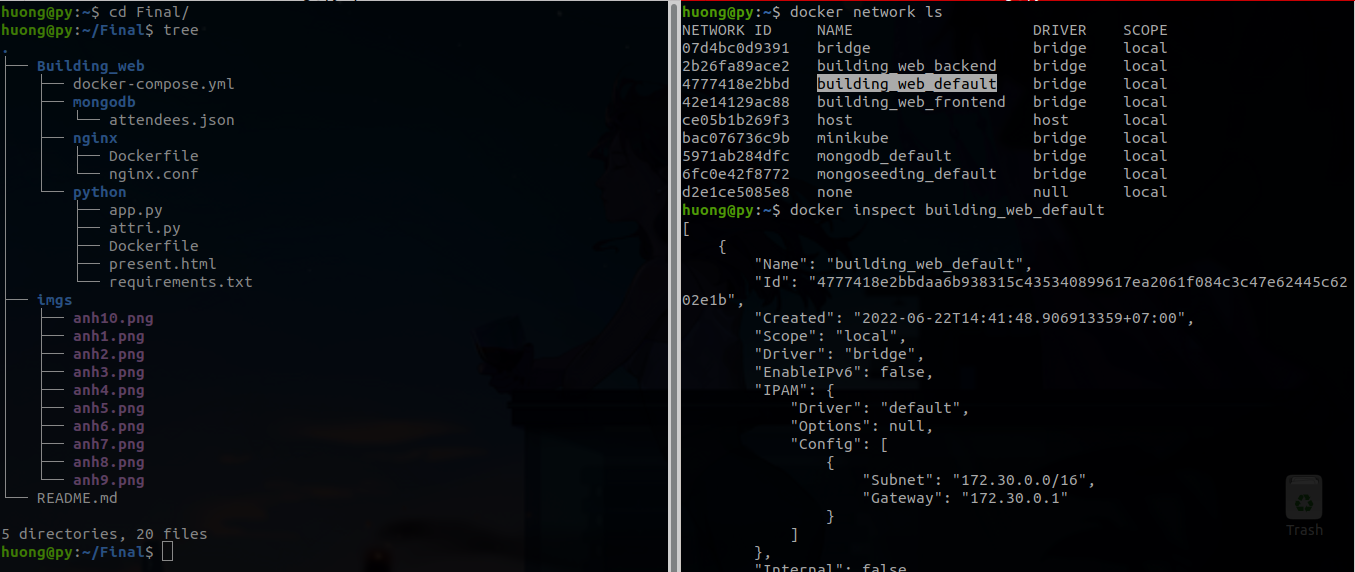 huong@py:~$ cd Final/
huong@py:~/Final$ tree
.
├── Building_web
│   ├── docker-compose.yml
│   ├── mongodb
│   │   └── attendees.json
│   ├── nginx
│   │   ├── Dockerfile
│   │   └── nginx.conf
│   └── python
│       ├── app.py
│       ├── attri.py
│       ├── Dockerfile
│       ├── present.html
│       └── requirements.txt
├── imgs
│   ├── anh10.png
│   ├── anh1.png
│   ├── anh2.png
│   ├── anh3.png
│   ├── anh4.png
│   ├── anh5.png
│   ├── anh6.png
│   ├── anh7.png
│   ├── anh8.png
│   └── anh9.png
└── README.md

5 directories, 20 files
huong@py:~/Final$
huong@py:~$ docker network ls
NETWORK ID     NAME                    DRIVER    SCOPE
07d4bc0d9391   bridge                  bridge    local
2b26fa89ace2   building_web_backend    bridge    local
4777418e2bbd   building_web_default    bridge    local
42e14129ac88   building_web_frontend   bridge    local
ce05b1b269f3   host                    host      local
bac076736c9b   minikube                bridge    local
5971ab284dfc   mongodb_default         bridge    local
6fc0e42f8772   mongoseeding_default    bridge    local
d2e1ce5085e8   none                    null      local
huong@py:~$ docker inspect building_web_default
[
    {
        "Name": "building_web_default",
        "Id": "4777418e2bbdaa6b938315c435340899617ea2061f084c3c47e62445c62
02e1b",
        "Created": "2022-06-22T14:41:48.906913359+07:00",
        "Scope": "local",
        "Driver": "bridge",
        "EnableIPv6": false,
        "IPAM": {
            "Driver": "default",
            "Options": null,
            "Config": [
                {
                    "Subnet": "172.30.0.0/16",
                    "Gateway": "172.30.0.1"
                }
            ]
        },
        "Internal": false,
Trash